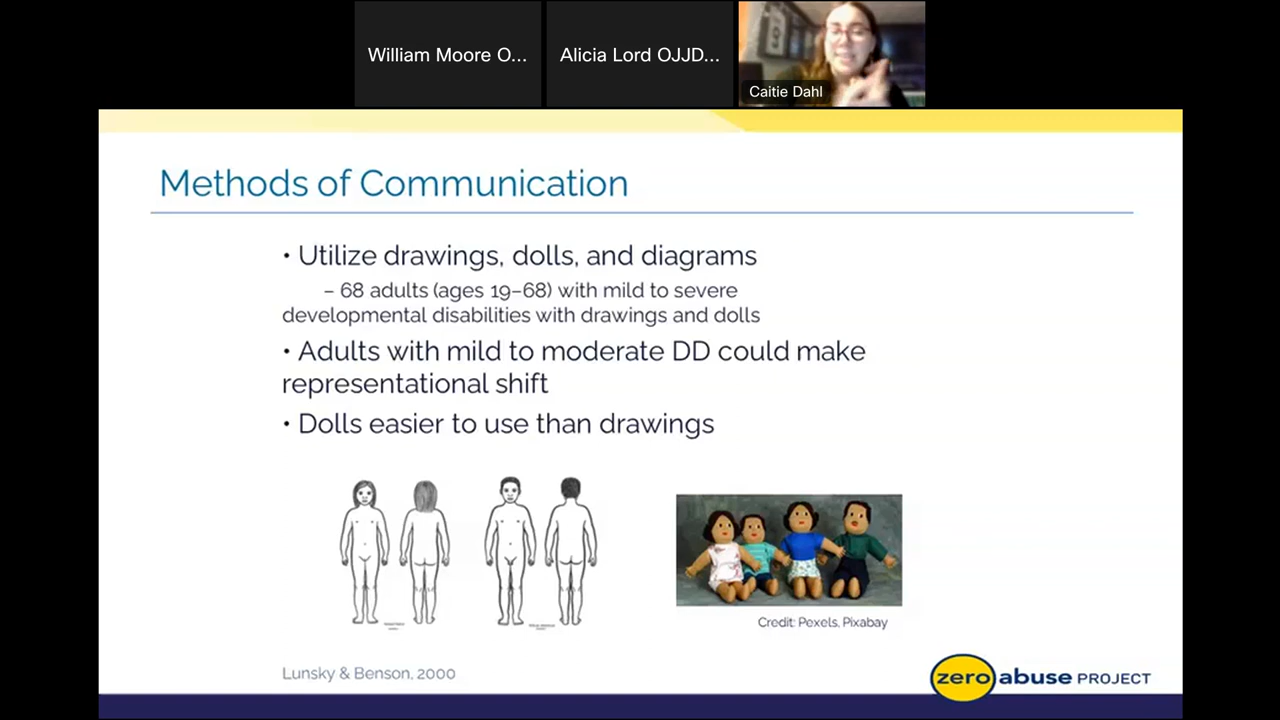 William Moore O...
Alicia Lord OJJD...
Caitie Dahl
Methods of Communication
• Utilize drawings, dolls, and diagrams
– 68 adults (ages 19–68) with mild to severe
developmental disabilities with drawings and dolls
• Adults with mild to moderate DD could make
representational shift
• Dolls easier to use than drawings
Credit: Pexels, Pixabay
Lunsky & Benson, 2000
zero abuse PROJECT